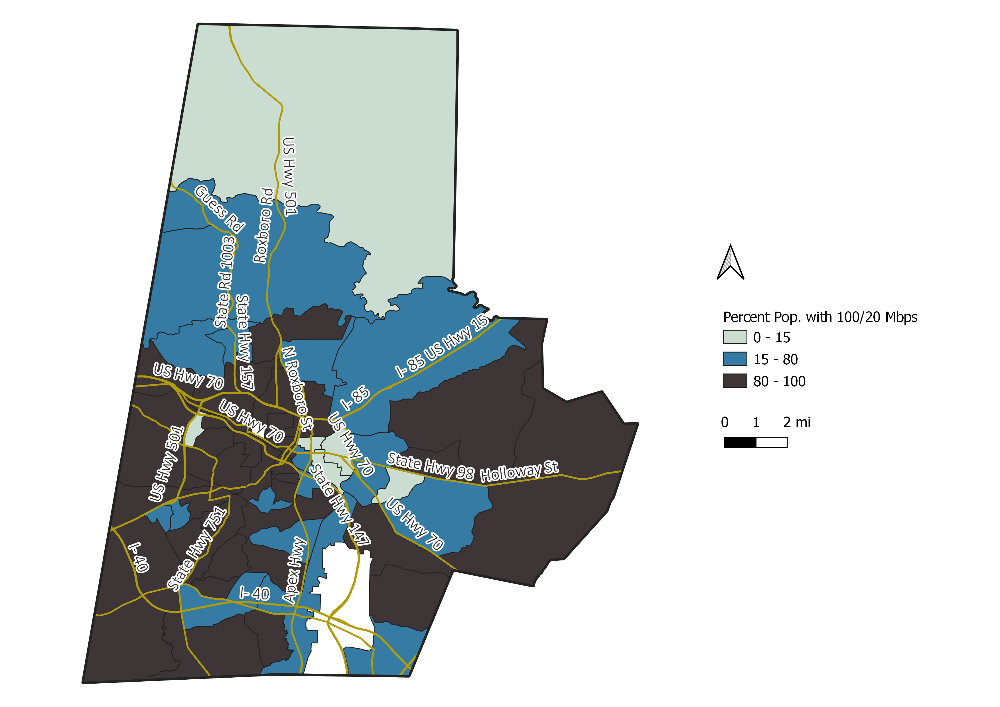 US Hwy 501
Guess Rd
Roxboro Rd
State Rd 1003
State Hwy 157
I- 85 US Hwy 15
N Roxboro St
US Hwy 70
I- 85
US Hwy 70
US Hwy 70
US Hwy 501
State Hwy 98 Holloway St
State Hwy 147
US Hwy 70
State Hwy 751
I- 40
Apex Hwy
I- 40
Percent Pop. with 100/20 Mbps
0 - 15
15 - 80
80 - 100
0 1 2 mi